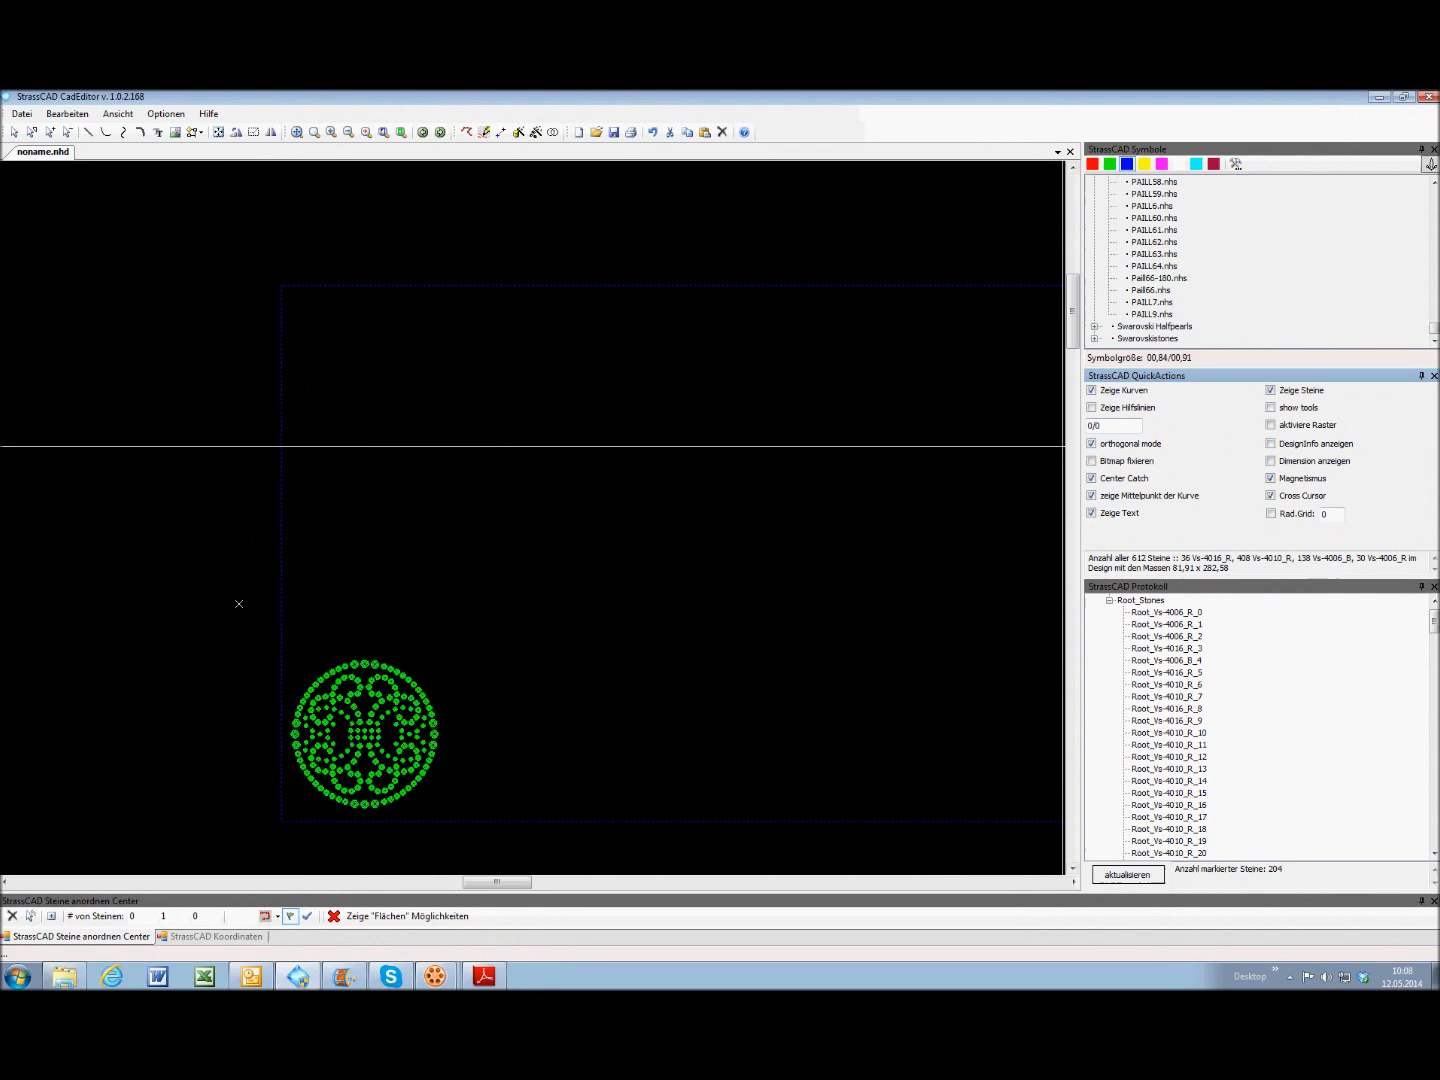 StrassCAD CadEditor v. 1.0.2.168
Datei Bearbeiten Ansicht Optionen Hilfe
noname.nhd
StrassCAD Symbole
PAILL58.nhs
PAILL59.nhs
PAILL6.nhs
PAILL60.nhs
PAILL61.nhs
PAILL62.nhs
PAILL63.nhs
PAILL64.nhs
Paill66-180.nhs
Paill66.nhs
PAILL7.nhs
PAILL9.nhs
Swarovski Halfpearls
Swarovskistones
Symbolgröße: 00,84/00,91
StrassCAD QuickActions
Zeige Kurven Zeige Steine
Zeige Hilfslinien show tools
0/0 aktiviere Raster
orthogonal mode DesignInfo anzeigen
Bitmap fixieren Dimension anzeigen
Center Catch Magnetismus
zeige Mittelpunkt der Kurve Cross Cursor
Zeige Text Rad.Grid: 0
Anzahl aller 612 Steine :: 36 Vs-4016_R, 408 Vs-4010_R, 138 Vs-4006_B, 30 Vs-4006_R im
Design mit den Massen 81,91 x 282,58
StrassCAD Protokoll
Root_Stones
Root_Vs-4006_R_0
Root_Vs-4006_R_1
Root_Vs-4006_R_2
Root_Vs-4016_R_3
Root_Vs-4006_B_4
Root_Vs-4016_R_5
Root_Vs-4010_R_6
Root_Vs-4010_R_7
Root_Vs-4016_R_8
Root_Vs-4016_R_9
Root_Vs-4010_R_10
Root_Vs-4010_R_11
Root_Vs-4010_R_12
Root_Vs-4010_R_13
Root_Vs-4010_R_14
Root_Vs-4010_R_15
Root_Vs-4010_R_16
Root_Vs-4010_R_17
Root_Vs-4010_R_18
Root_Vs-4010_R_19
Root_Vs-4010_R_20
aktualisieren Anzahl markierter Steine: 204
StrassCAD Steine anordnen Center
# von Steinen: 0 1 0 Zeige "Flächen" Möglichkeiten
StrassCAD Steine anordnen Center StrassCAD Koordinaten
...
Desktop 10:08
12.05.2014